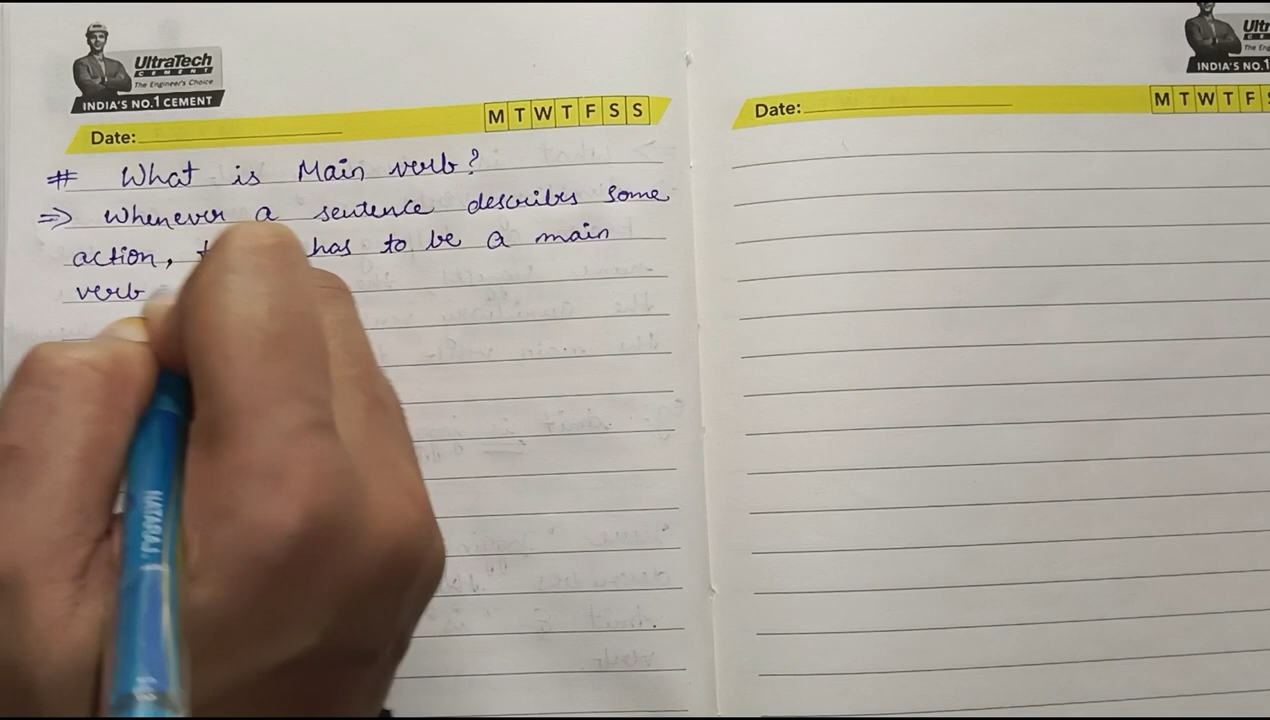 UltraTech
CEMENT
The Engineer's Choice
INDIA'S NO.1 CEMENT
Date:
M T W T F S S
# What is Main verb?
⇒ Whenever a sentence describes some
action, has to be a main
verb
NATARAJ
Date:
M T W T F
INDIA'S NO.1